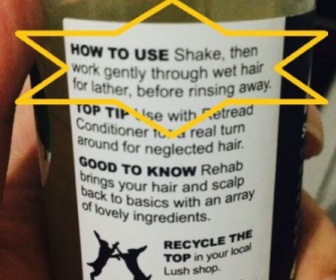 HOW TO USE Shake, then
work gently through wet hair
for lather, before rinsing away.
TOP TIP Use with Retread
Conditioner for a real turn
around for neglected hair.
GOOD TO KNOW Rehab
brings your hair and scalp
back to basics with an array
of lovely ingredients.
RECYCLE THE
TOP in your local
Lush shop.